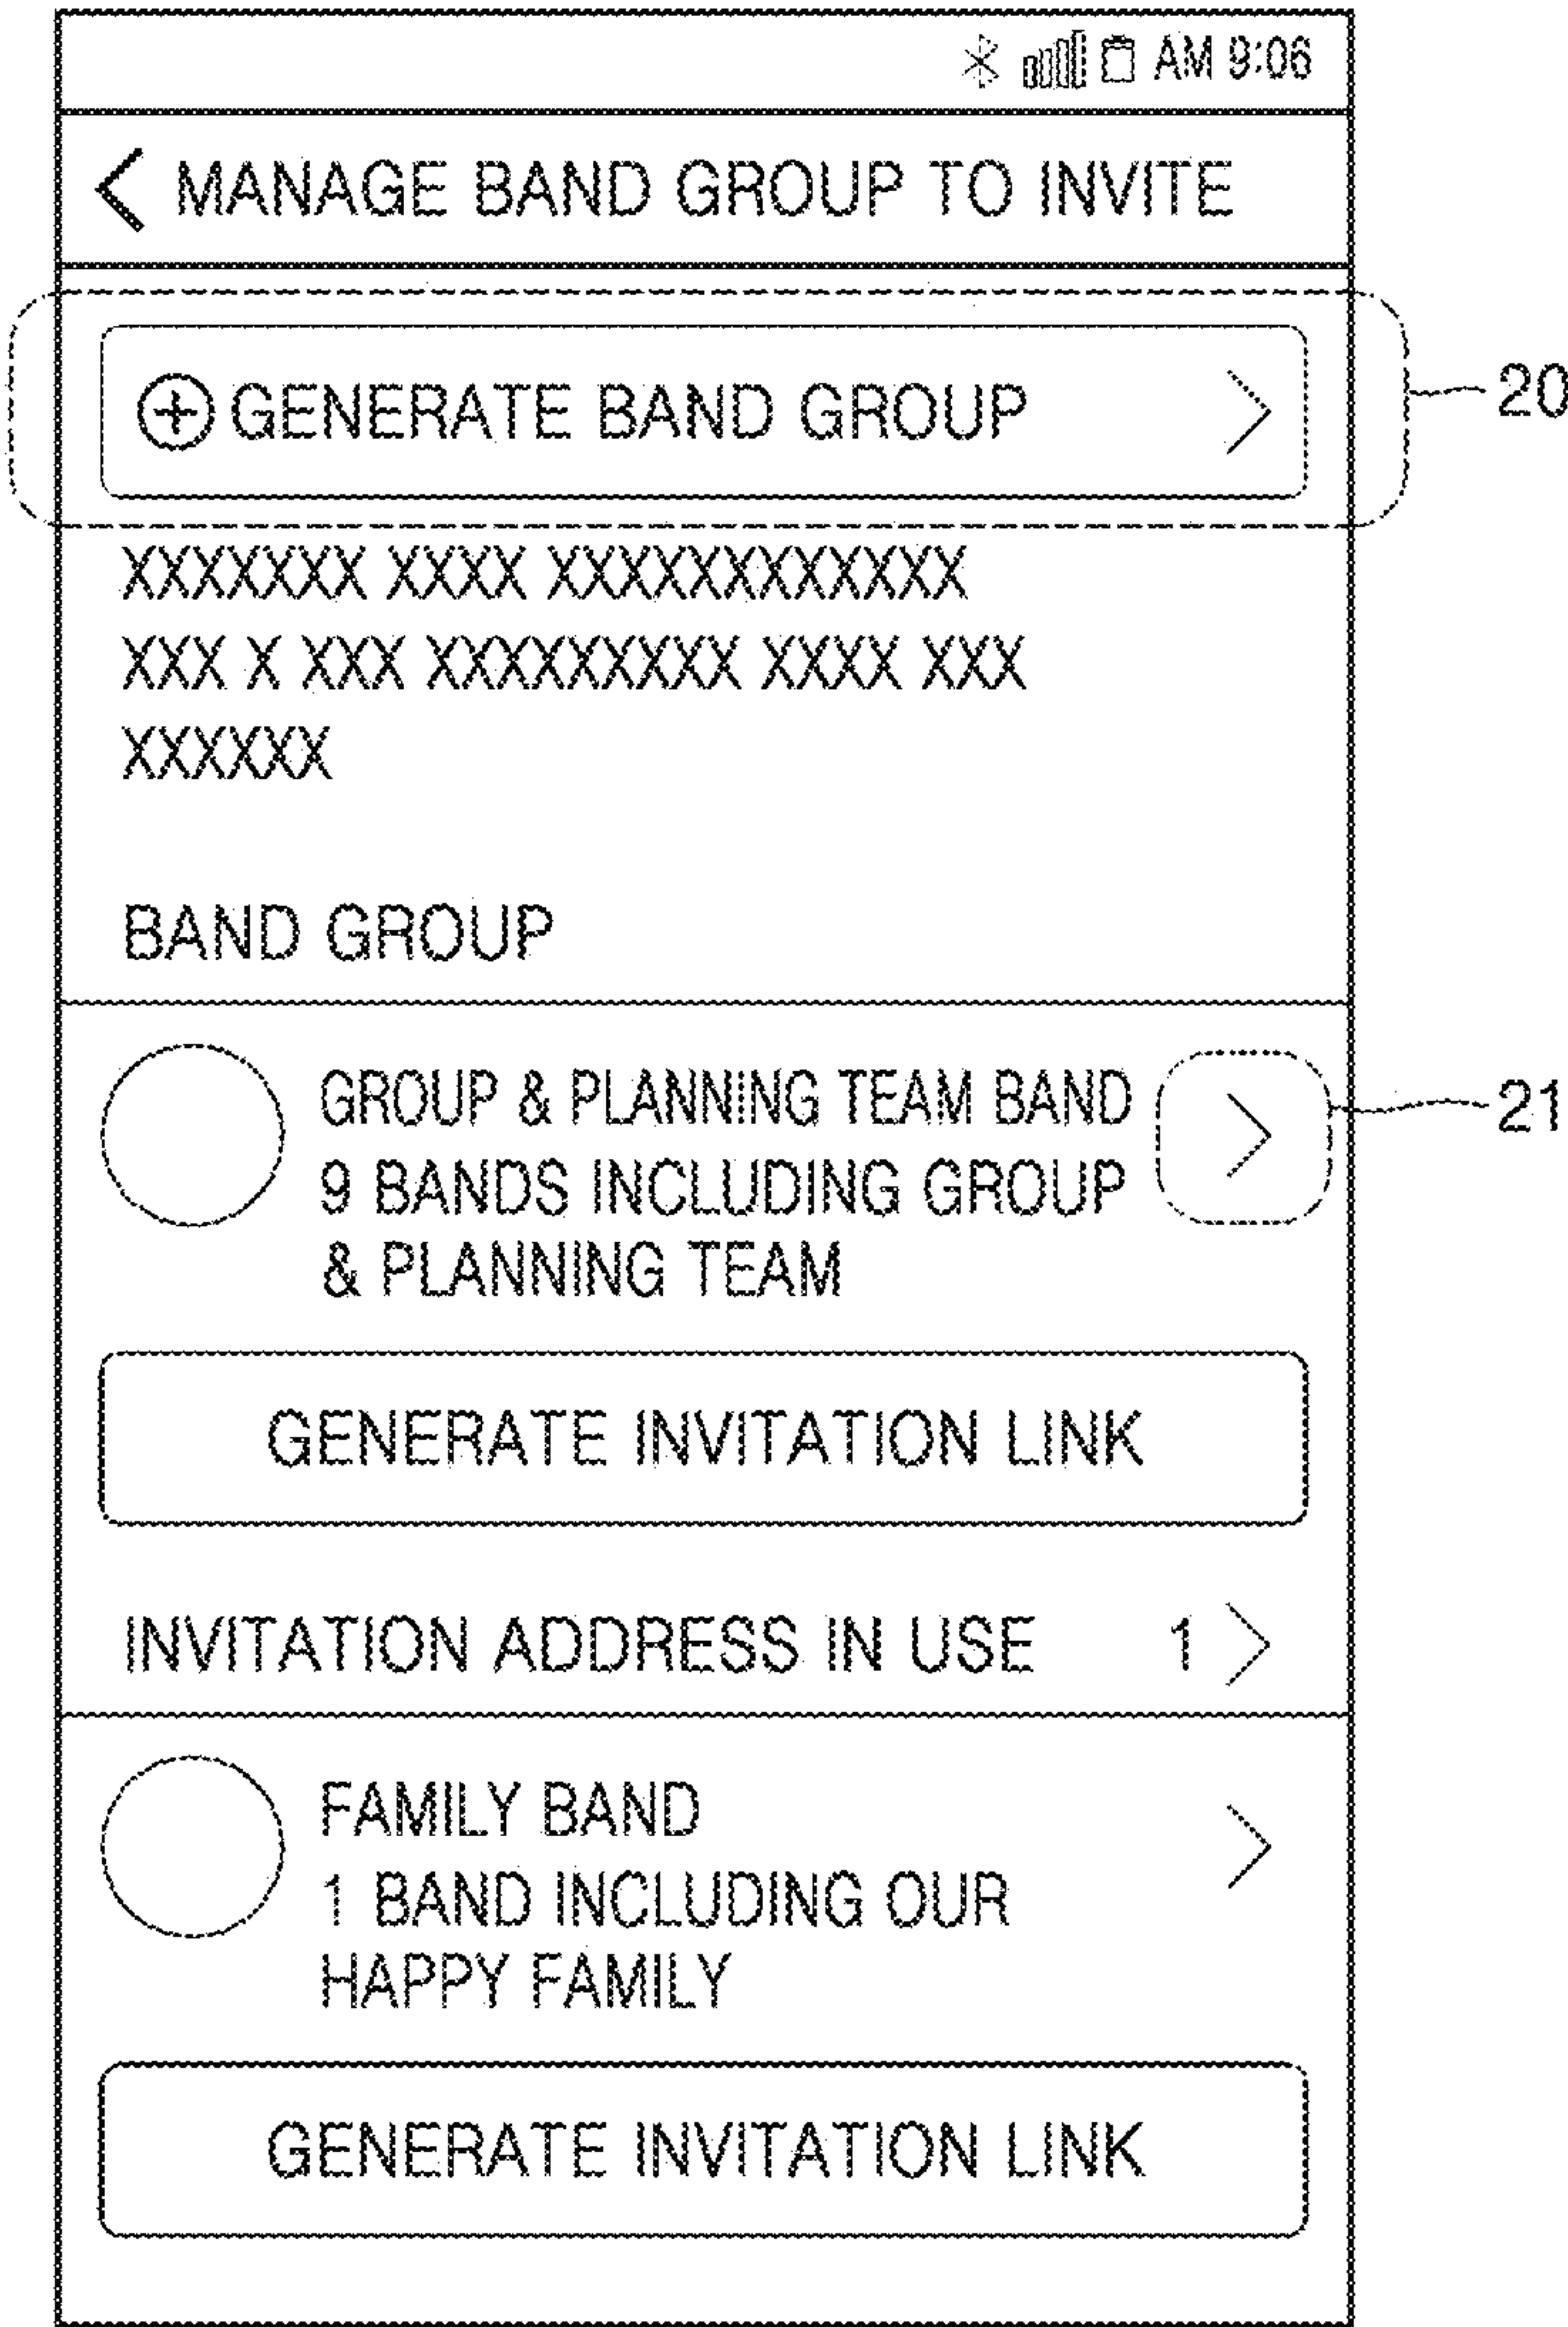 AM 9:06
MANAGE BAND GROUP TO INVITE
GENERATE BAND GROUP
20
XXXXXXX XXXX XXXXXXXXXXXX
XXX X XXX XXXXXXXXX XXXX XXX
XXXXXX
BAND GROUP
GROUP & PLANNING TEAM BAND
21
9 BANDS INCLUDING GROUP
& PLANNING TEAM
GENERATE INVITATION LINK
INVITATION ADDRESS IN USE 1
FAMILY BAND
1 BAND INCLUDING OUR
HAPPY FAMILY
GENERATE INVITATION LINK